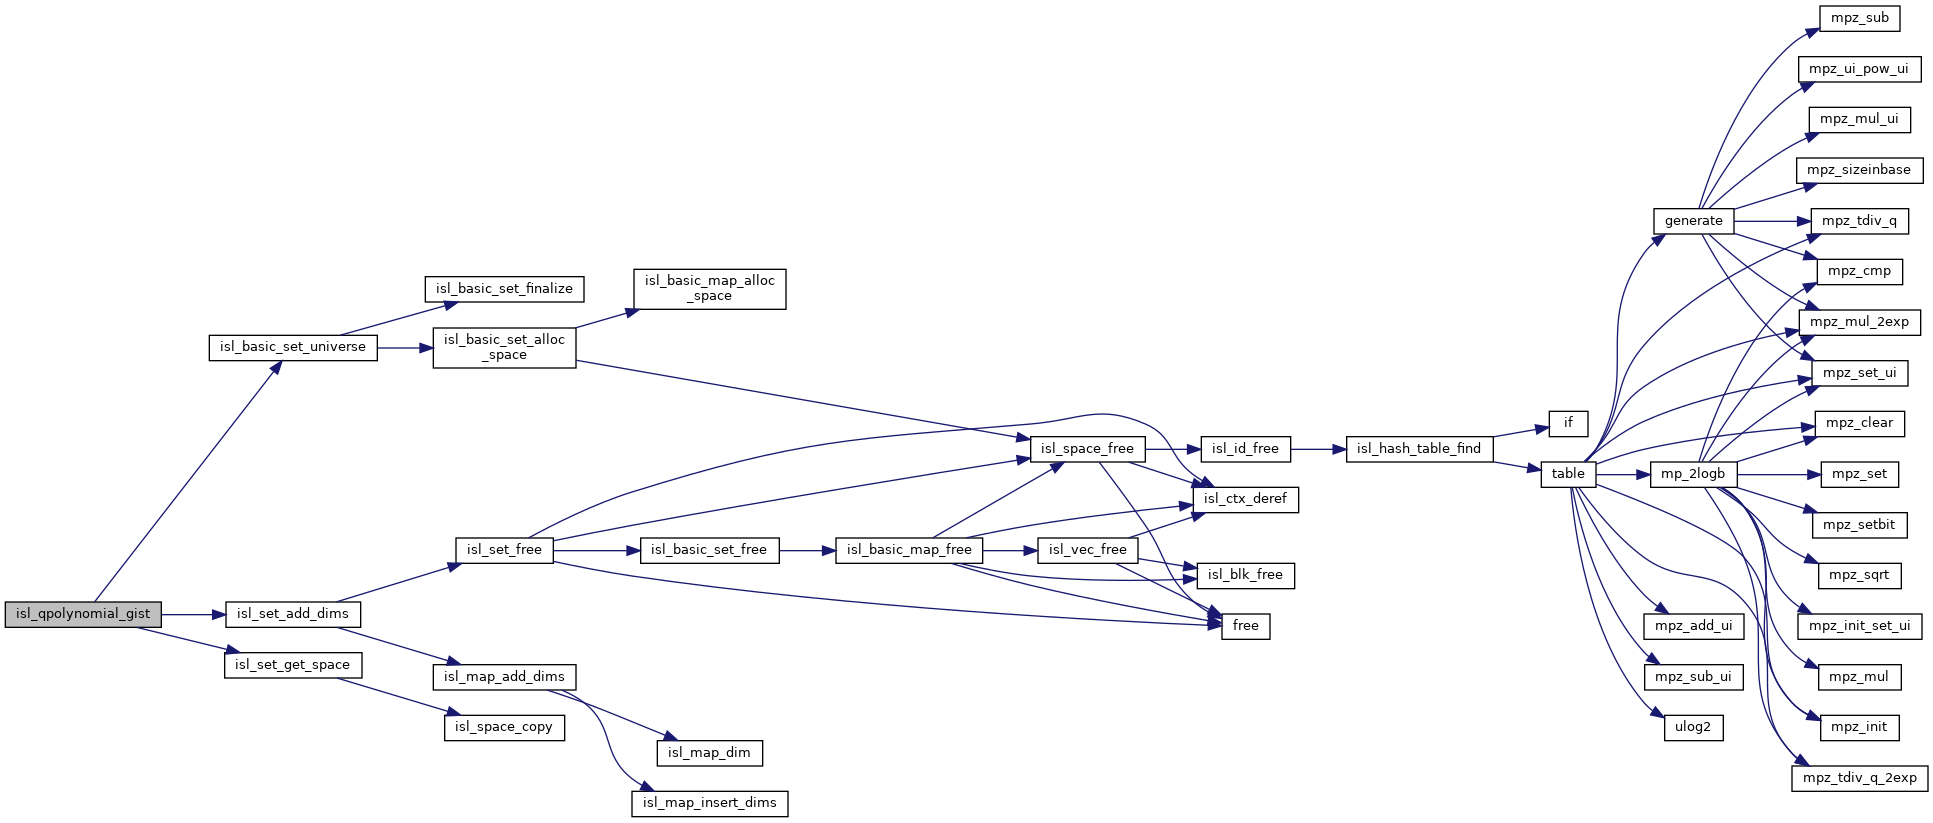 mpz_sub
mpz_ui_pow_ui
mpz_mul_ui
mpz_sizeinbase
generate
mpz_tdiv_q
mpz_cmp
isl_basic_map_alloc
_space
isl_basic_set_finalize
mpz_mul_2exp
isl_basic_set_universe
isl_basic_set_alloc
_space
mpz_set_ui
if
mpz_clear
isl_space_free
isl_id_free
isl_hash_table_find
table
mp_2logb
mpz_set
isl_ctx_deref
mpz_setbit
isl_set_free
isl_basic_set_free
isl_basic_map_free
isl_vec_free
isl_blk_free
mpz_sqrt
isl_qpolynomial_gist
isl_set_add_dims
free
mpz_add_ui
mpz_init_set_ui
isl_set_get_space
isl_map_add_dims
mpz_sub_ui
mpz_mul
isl_space_copy
ulog2
mpz_init
isl_map_dim
mpz_tdiv_q_2exp
isl_map_insert_dims